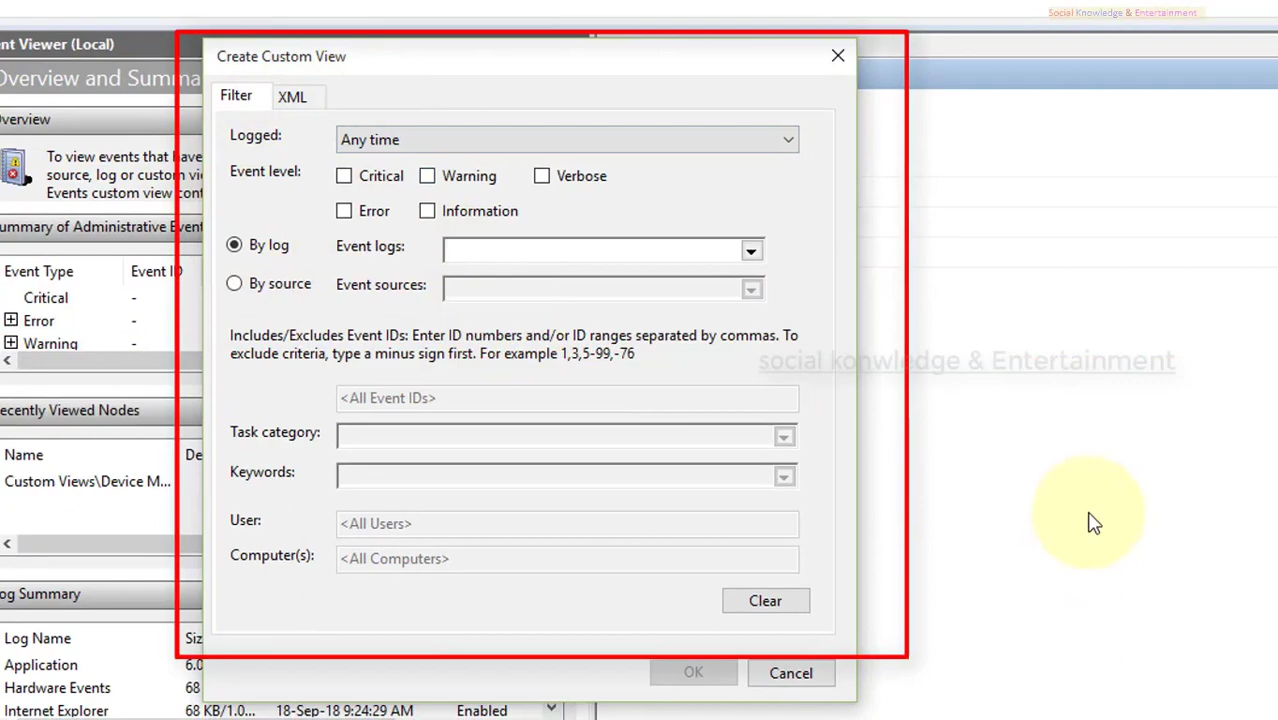 Social Knowledge & Entertainment
nt Viewer (Local)
Overview and Summa
verview
To view events that have
source, log or custom v
Events custom view con
ummary of Administrative Even
Event Type Event ID
Critical -
Error -
Warning -
ecently Viewed Nodes
Name De
Custom Views\Device M...
og Summary
Log Name Siz
Application 6.0
Hardware Events 68
Internet Explorer 68 KB/1.0... 18-Sep-18 9:24:29 AM Enabled
Create Custom View
Filter XML
Logged: Any time
Event level: Critical Warning Verbose
Error Information
By log Event logs:
By source Event sources:
Includes/Excludes Event IDs: Enter ID numbers and/or ID ranges separated by commas. To
exclude criteria, type a minus sign first. For example 1,3,5-99,-76
<All Event IDs>
Task category:
Keywords:
User: <All Users>
Computer(s): <All Computers>
Clear
OK Cancel
social konwledge & Entertainment